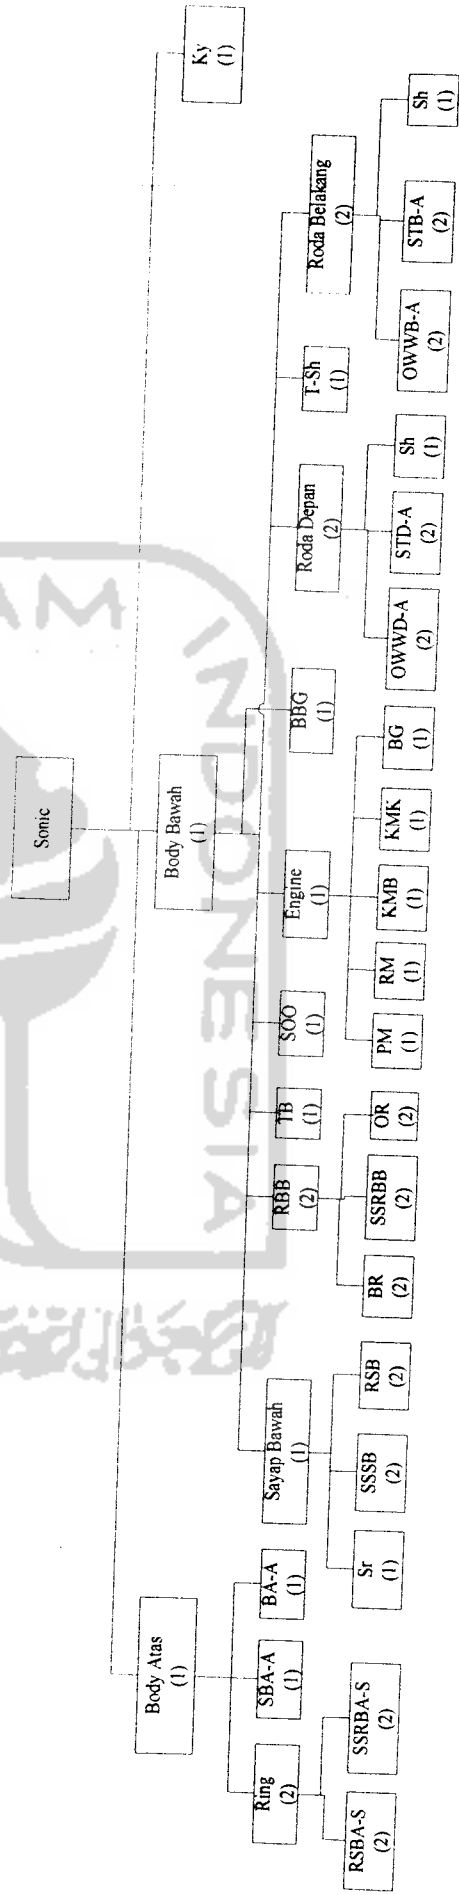 Sonic
Body Atas
(1)
Body Bawah
(1)
Ky
(1)
Ring
(2)
SBA-A
(1)
BA-A
(1)
Sayap Bawah
(1)
RBB
(2)
TB
(1)
SOO
(1)
Engine
(1)
BBG
(1)
Roda Depan
(2)
T-Sh
(1)
Roda Belakang
(2)
RSBA-S
(2)
SSRBA-S
(2)
Sr
(1)
SSSB
(2)
RSB
(2)
BR
(2)
SSRBB
(2)
OR
(2)
PM
(1)
RM
(1)
KMB
(1)
KMK
(1)
BG
(1)
OWWD-A
(2)
STD-A
(2)
Sh
(1)
OWWB-A
(2)
STB-A
(2)
Sh
(1)
AM INDONESIA